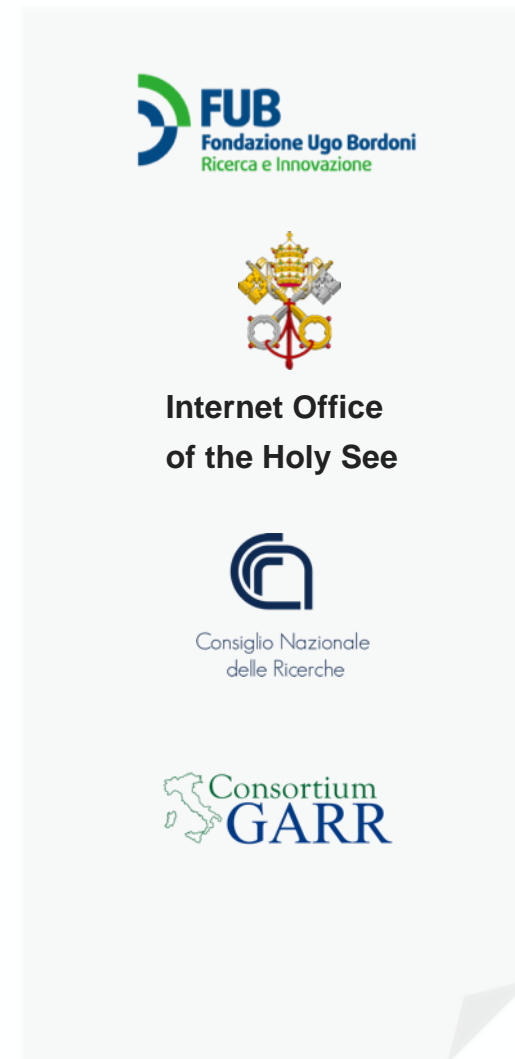 FUB
Fondazione Ugo Bordoni
Ricerca e Innovazione
Internet Office
of the Holy See
Consiglio Nazionale
delle Ricerche
Consortium
GARR